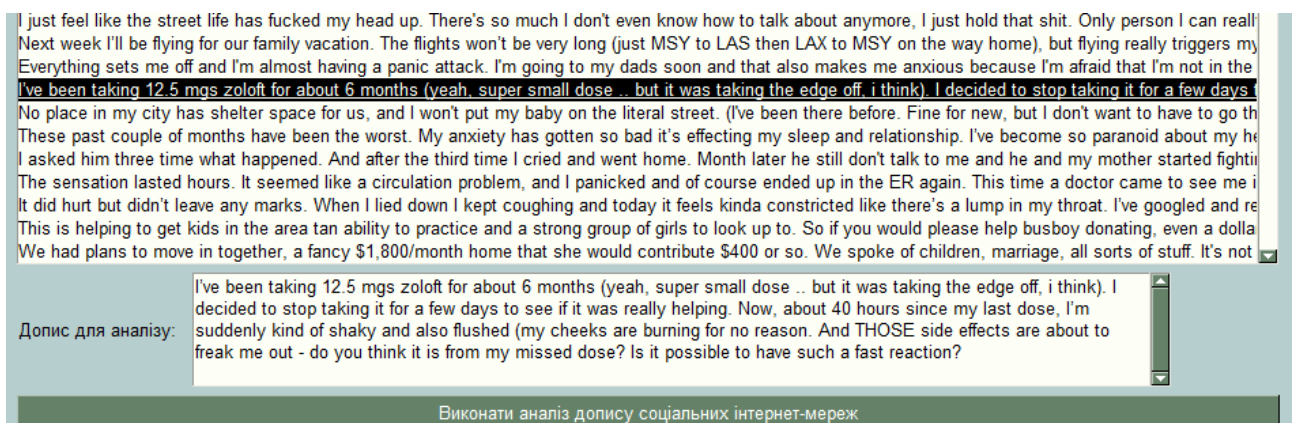 I just feel like the street life has fucked my head up. There's so much I don't even know how to talk about anymore, I just hold that shit. Only person I can reall
Next week I'll be flying for our family vacation. The flights won't be very long (just MSY to LAS then LAX to MSY on the way home), but flying really triggers my
Everything sets me off and I'm almost having a panic attack. I'm going to my dads soon and that also makes me anxious because I'm afraid that I'm not in the
I've been taking 12.5 mgs zoloft for about 6 months (yeah, super small dose .. but it was taking the edge off, i think). I decided to stop taking it for a few days t
No place in my city has shelter space for us, and I won't put my baby on the literal street. (I've been there before. Fine for new, but I don't want to have to go th
These past couple of months have been the worst. My anxiety has gotten so bad it's effecting my sleep and relationship. I've become so paranoid about my he
I asked him three time what happened. And after the third time I cried and went home. Month later he still don't talk to me and he and my mother started fightin
The sensation lasted hours. It seemed like a circulation problem, and I panicked and of course ended up in the ER again. This time a doctor came to see me i
It did hurt but didn't leave any marks. When I lied down I kept coughing and today it feels kinda constricted like there's a lump in my throat. I've googled and re
This is helping to get kids in the area tan ability to practice and a strong group of girls to look up to. So if you would please help busboy donating, even a dolla
We had plans to move in together, a fancy $1,800/month home that she would contribute $400 or so. We spoke of children, marriage, all sorts of stuff. It's not
Допис для аналізу:
I've been taking 12.5 mgs zoloft for about 6 months (yeah, super small dose .. but it was taking the edge off, i think). I
decided to stop taking it for a few days to see if it was really helping. Now, about 40 hours since my last dose, I'm
suddenly kind of shaky and also flushed (my cheeks are burning for no reason. And THOSE side effects are about to
freak me out - do you think it is from my missed dose? Is it possible to have such a fast reaction?
Виконати аналіз допису соціальних інтернет-мереж